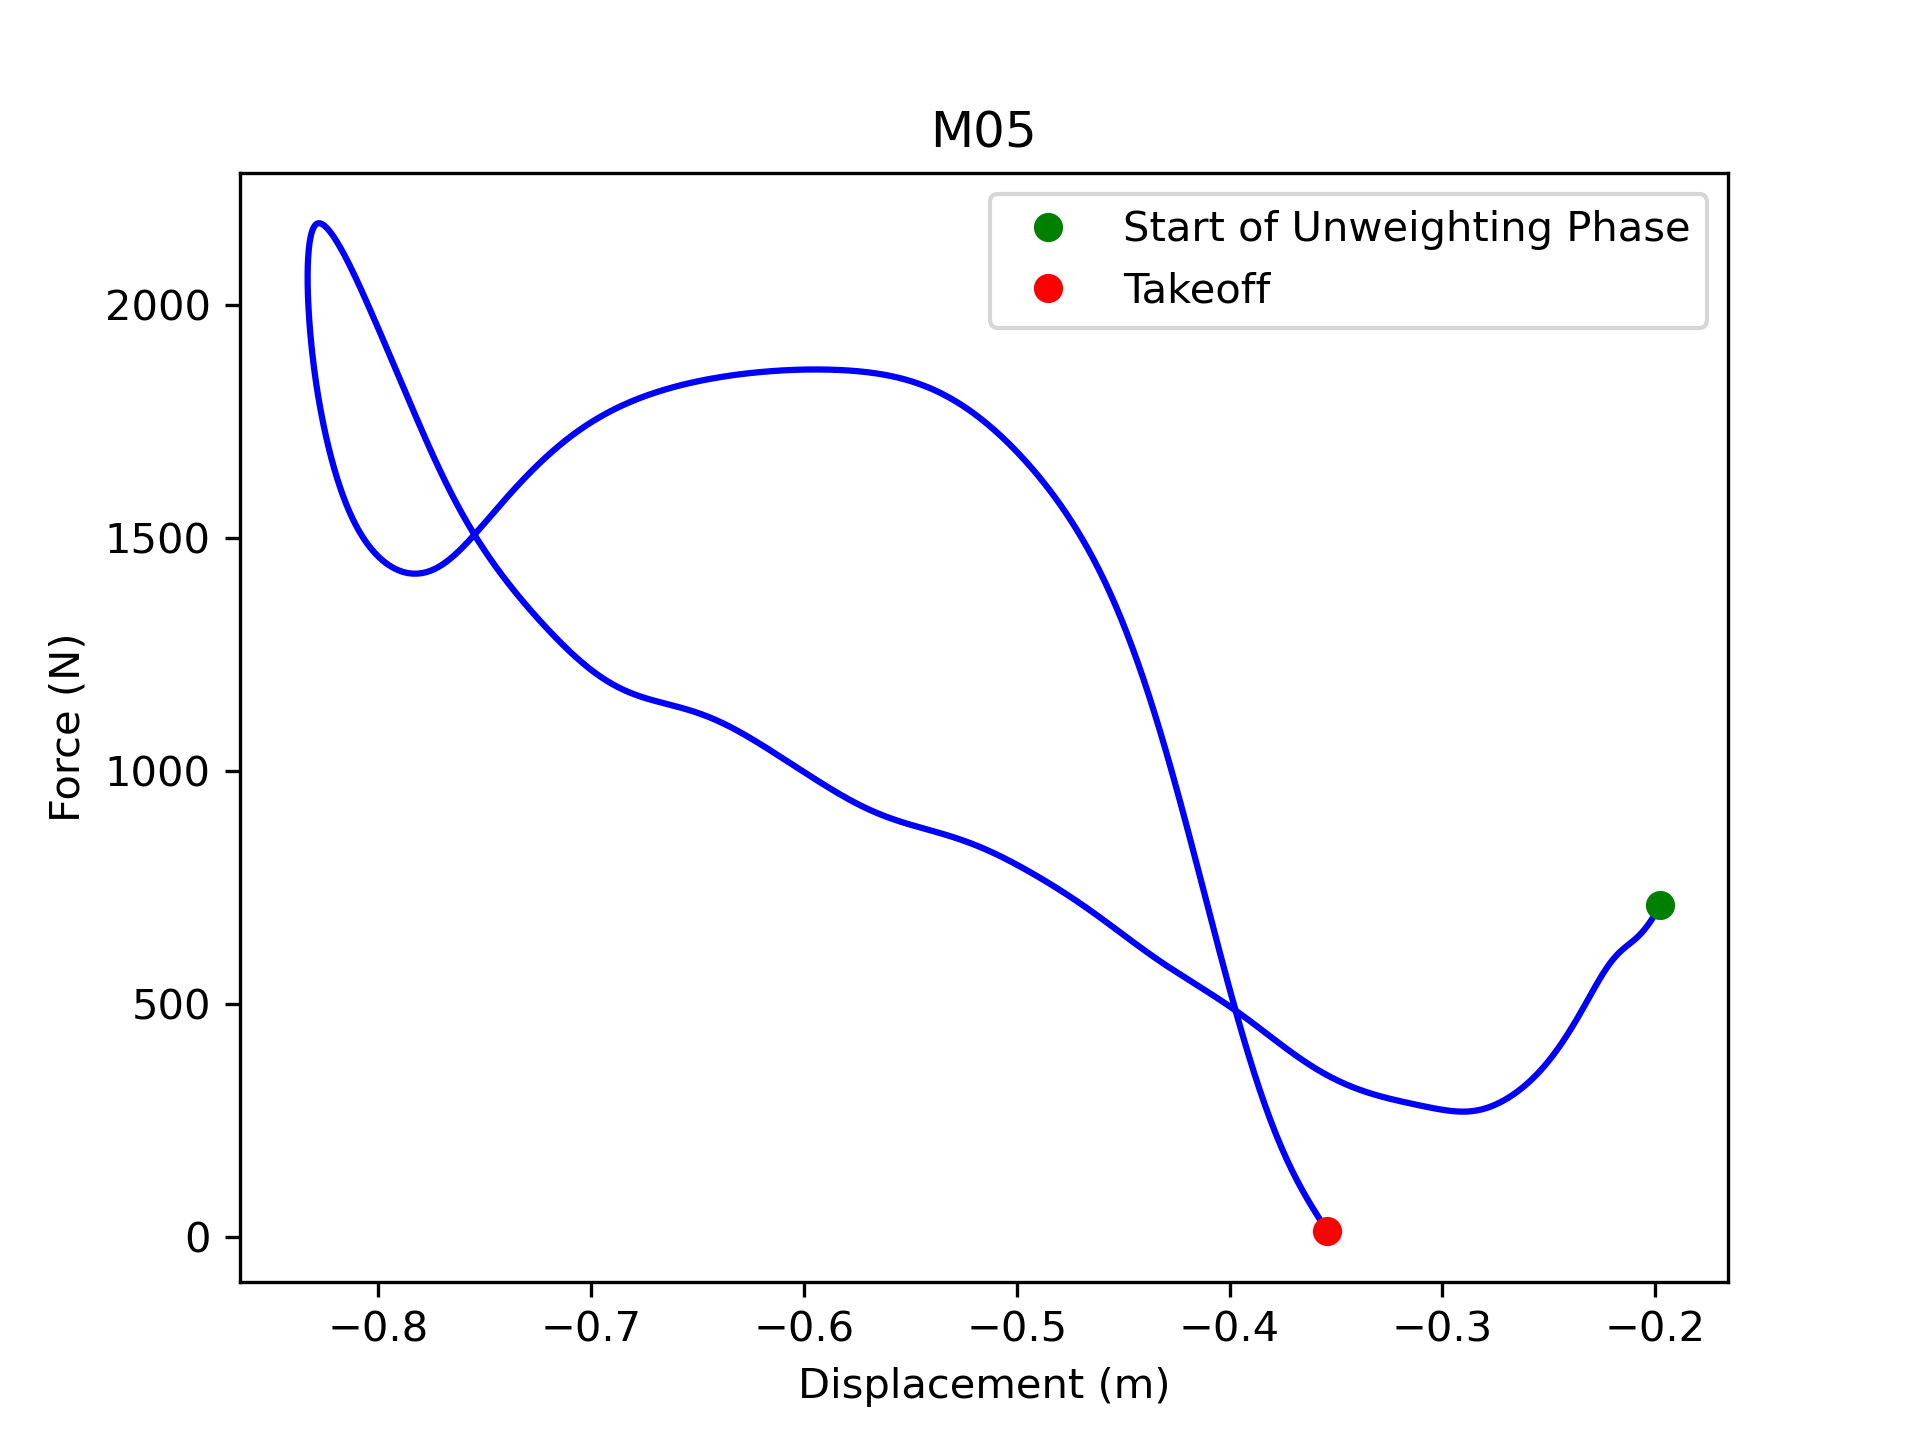 M05
Start of Unweighting Phase
Takeoff
2000
1500
1000
500
0
Force (N)
−0.8 −0.7 −0.6 −0.5 −0.4 −0.3 −0.2
Displacement (m)